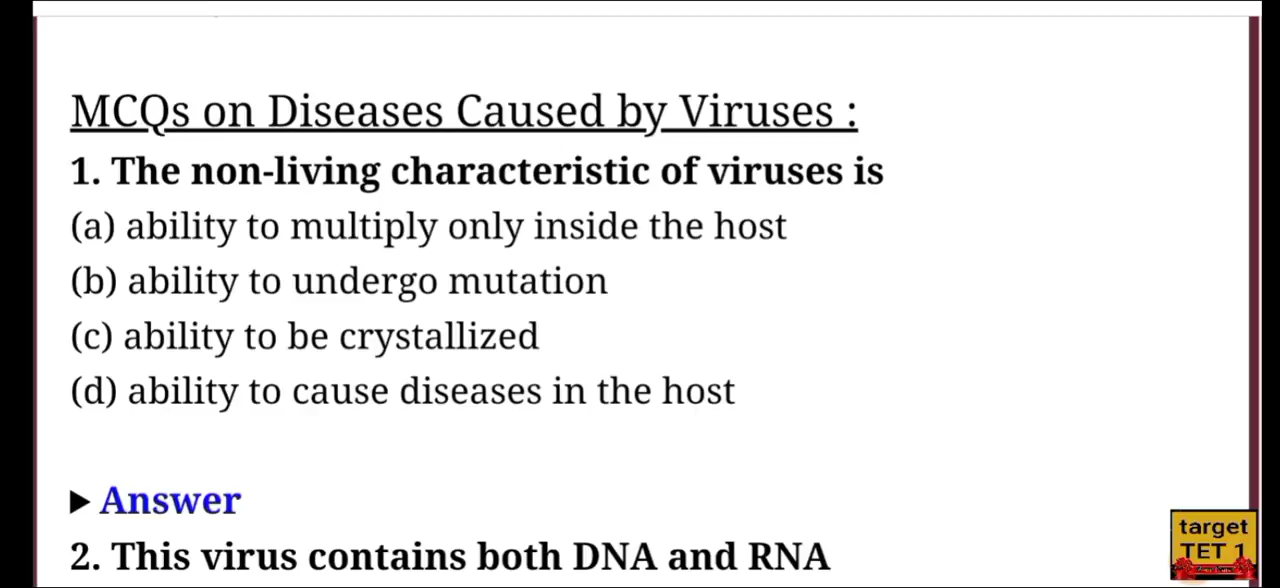 MCQs on Diseases Caused by Viruses :
1. The non-living characteristic of viruses is
(a) ability to multiply only inside the host
(b) ability to undergo mutation
(c) ability to be crystallized
(d) ability to cause diseases in the host
▶ Answer
2. This virus contains both DNA and RNA
target
TET 1